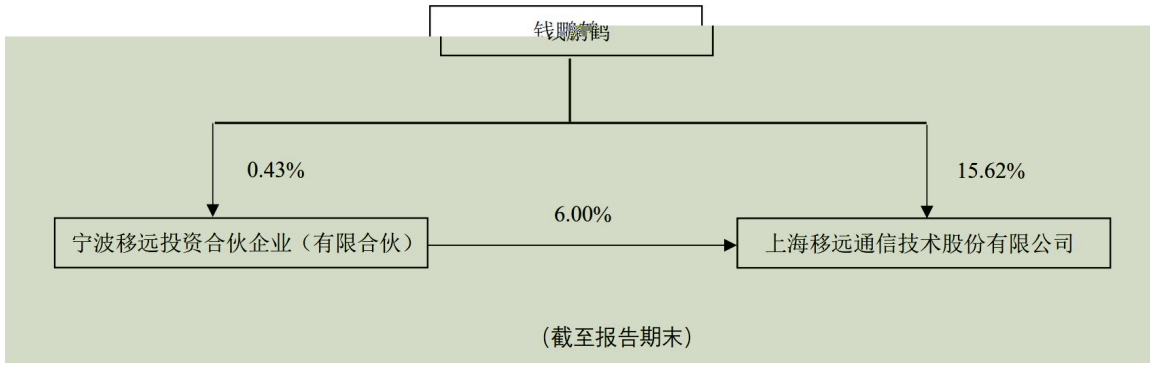 钱鹏鹤
0.43%
15.62%
6.00%
宁波移远投资合伙企业（有限合伙）
上海移远通信技术股份有限公司
（截至报告期末）